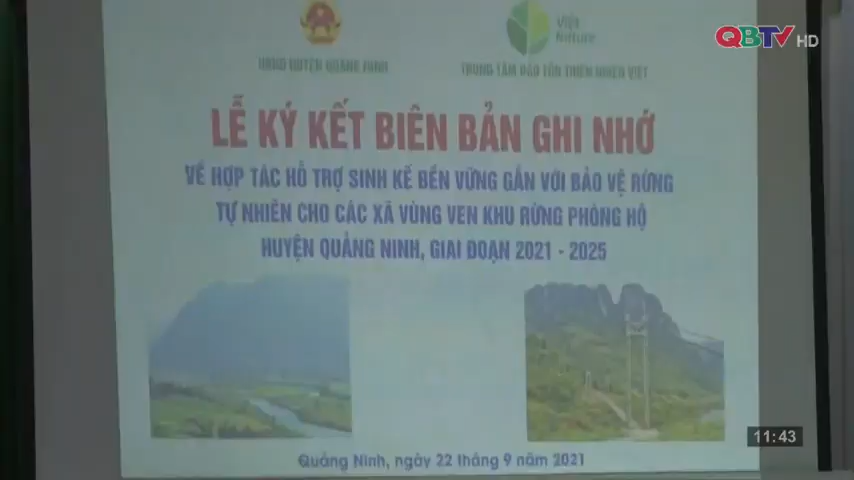 QBTV HD
Việt
Nature
UBND HUYỆN QUẢNG NINH
TRUNG TÂM BẢO TỒN THIÊN NHIÊN VIỆT
LỄ KÝ KẾT BIÊN BẢN GHI NHỚ
VỀ HỢP TÁC HỖ TRỢ SINH KẾ BỀN VỮNG GẮN VỚI BẢO VỆ RỪNG
TỰ NHIÊN CHO CÁC XÃ VÙNG VEN KHU RỪNG PHÒNG HỘ
HUYỆN QUẢNG NINH, GIAI ĐOẠN 2021 - 2025
11:43
Quảng Ninh, ngày 22 tháng 9 năm 2021